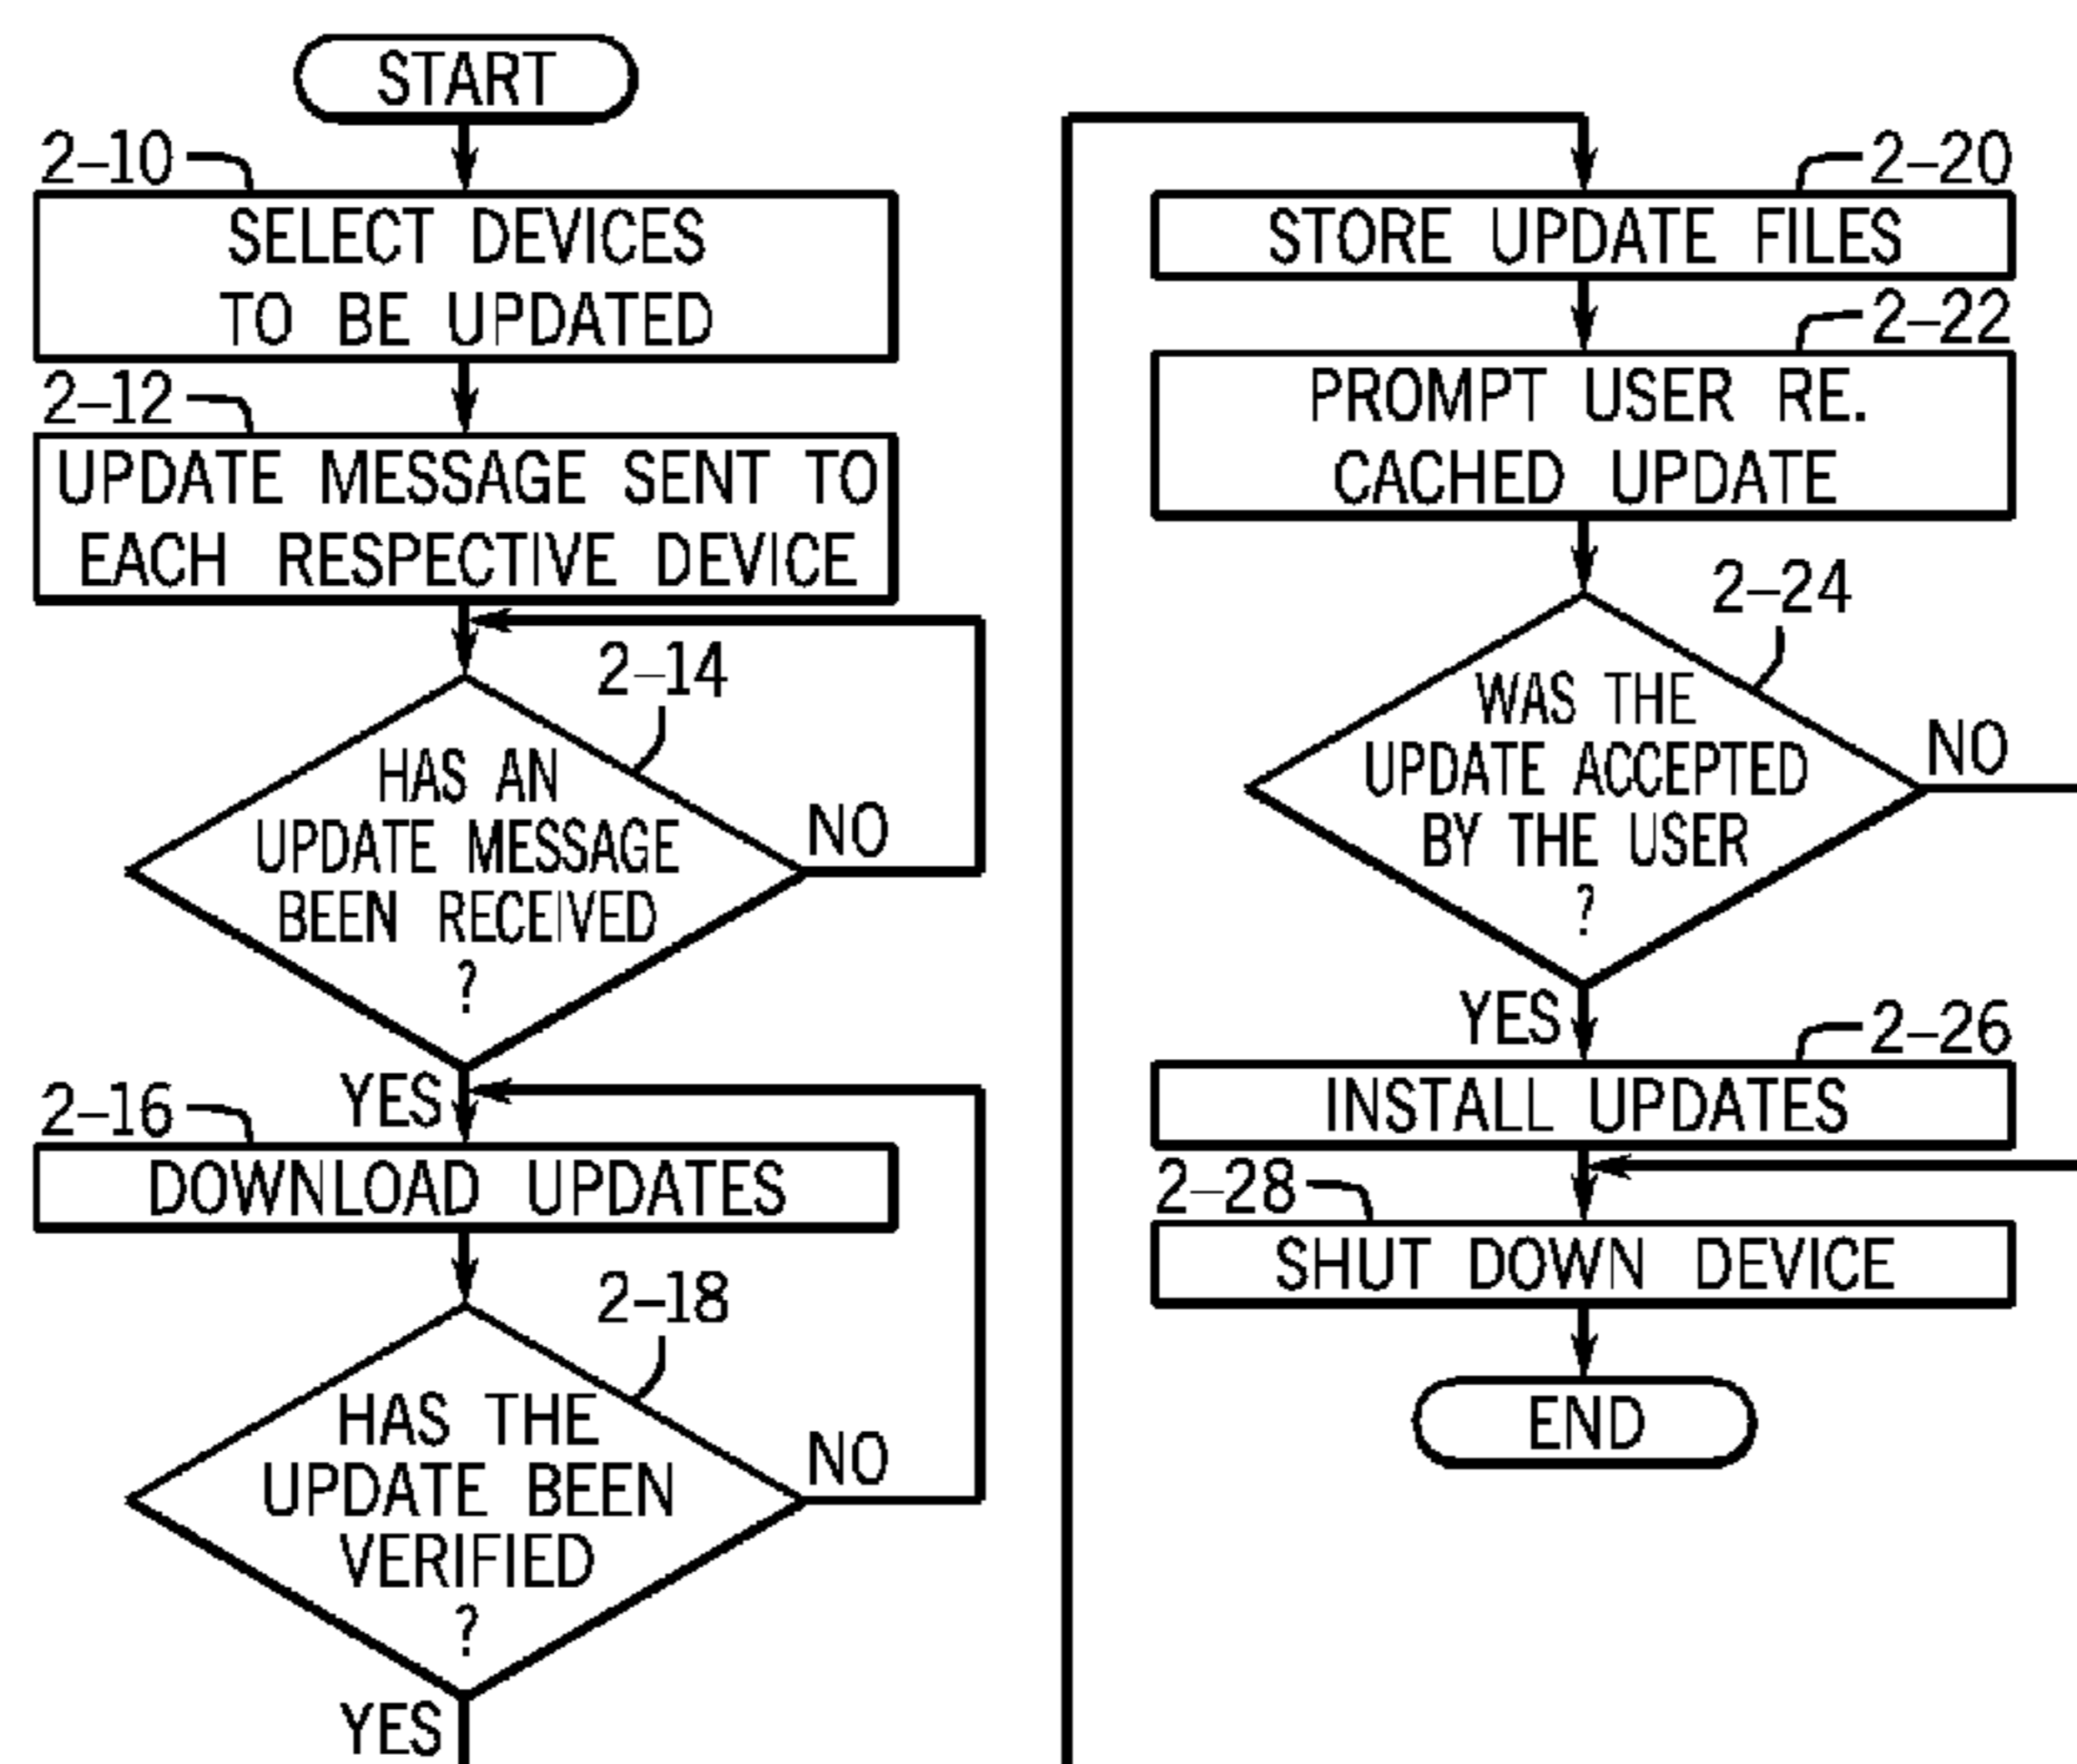 START
2-10
SELECT DEVICES
TO BE UPDATED
2-12
UPDATE MESSAGE SENT TO
EACH RESPECTIVE DEVICE
2-14
HAS AN
UPDATE MESSAGE
BEEN RECEIVED
?
NO
YES
2-16
DOWNLOAD UPDATES
2-18
HAS THE
UPDATE BEEN
VERIFIED
?
NO
YES
2-20
STORE UPDATE FILES
2-22
PROMPT USER RE.
CACHED UPDATE
2-24
WAS THE
UPDATE ACCEPTED
BY THE USER
?
NO
YES
2-26
INSTALL UPDATES
2-28
SHUT DOWN DEVICE
END